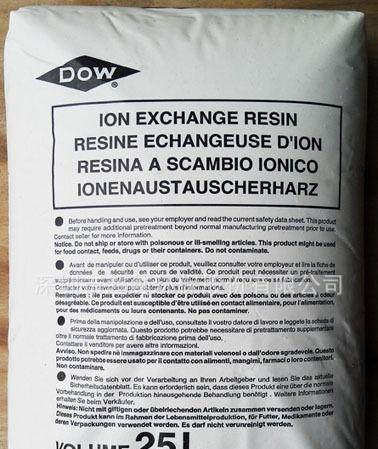 DOW
ION EXCHANGE RESIN
RESINE ECHANGEUSE D'ION
RESINA A SCAMBIO IONICO
IONENAUSTAUSCHERHARZ
Before handling and use, see your employer and read the current safety data sheet. This product
may require additional pretreatment beyond normal manufacturing pretreatment prior to use.
Contact seller for more information.
Notice. Do not ship or store with poisonous or ill-smelling articles. This product might be used
for food contact, feeds, drugs or their containers. Do not contaminate.
Avant de manipuler ou d'utiliser ce produit, veuillez consulter votre employeur et lire la fiche de
données de sécurité en cours de validité. Ce produit peut nécessiter un pré-traitement
Contacter votre revendeur pour obtenir plus d'informations.
Remarques : Ne pas expédier ni stocker ce produit avec des poisons ou des articles à odeur
désagréable. Ce produit est susceptible d'être utilisé en contact alimentaire, pour l'alimentation,
pour des médicaments ou leurs contenants. Ne pas contaminer.
Prima della manipolazione e dell'uso, consultate il vostro datore di lavoro e leggete la scheda di
sicurezza aggiornata. Questo prodotto potrebbe necessitare di pretrattamento supplementare
oltre il normale trattamento di fabbricazione prima dell'uso.
Contattare il venditore per avere altre informazioni.
Avviso. Non spedire né immagazzinare con materiali velenosi o dall'odore sgradevole. Questo
prodotto potrebbe essere usato per il contatto con alimenti, mangimi, farmaci o loro contenitori.
Non contaminare.
Wenden Sie sich vor der Verarbeitung an Ihren Arbeitgeber und lesen Sie das aktuelle
Sicherheitsdatenblatt. Es kann erforderlich sein, dass dieses Produkt eine über die normale
Vorbehandlung in der Produktion hinausgehende Behandlung benötigt. Weitere Informationen
erhalten Sie beim Verkäufer.
Hinweis: Nicht mit giftigen oder übelriechenden Artikeln zusammen versenden oder lagern.
Dieses Produkt kann im Rahmen der Lebensmittelproduktion, für Futter, Medikamente oder
deren Verpackungen verwendet werden. Es darf nicht verunreinigt werden.
VOLUME 25L